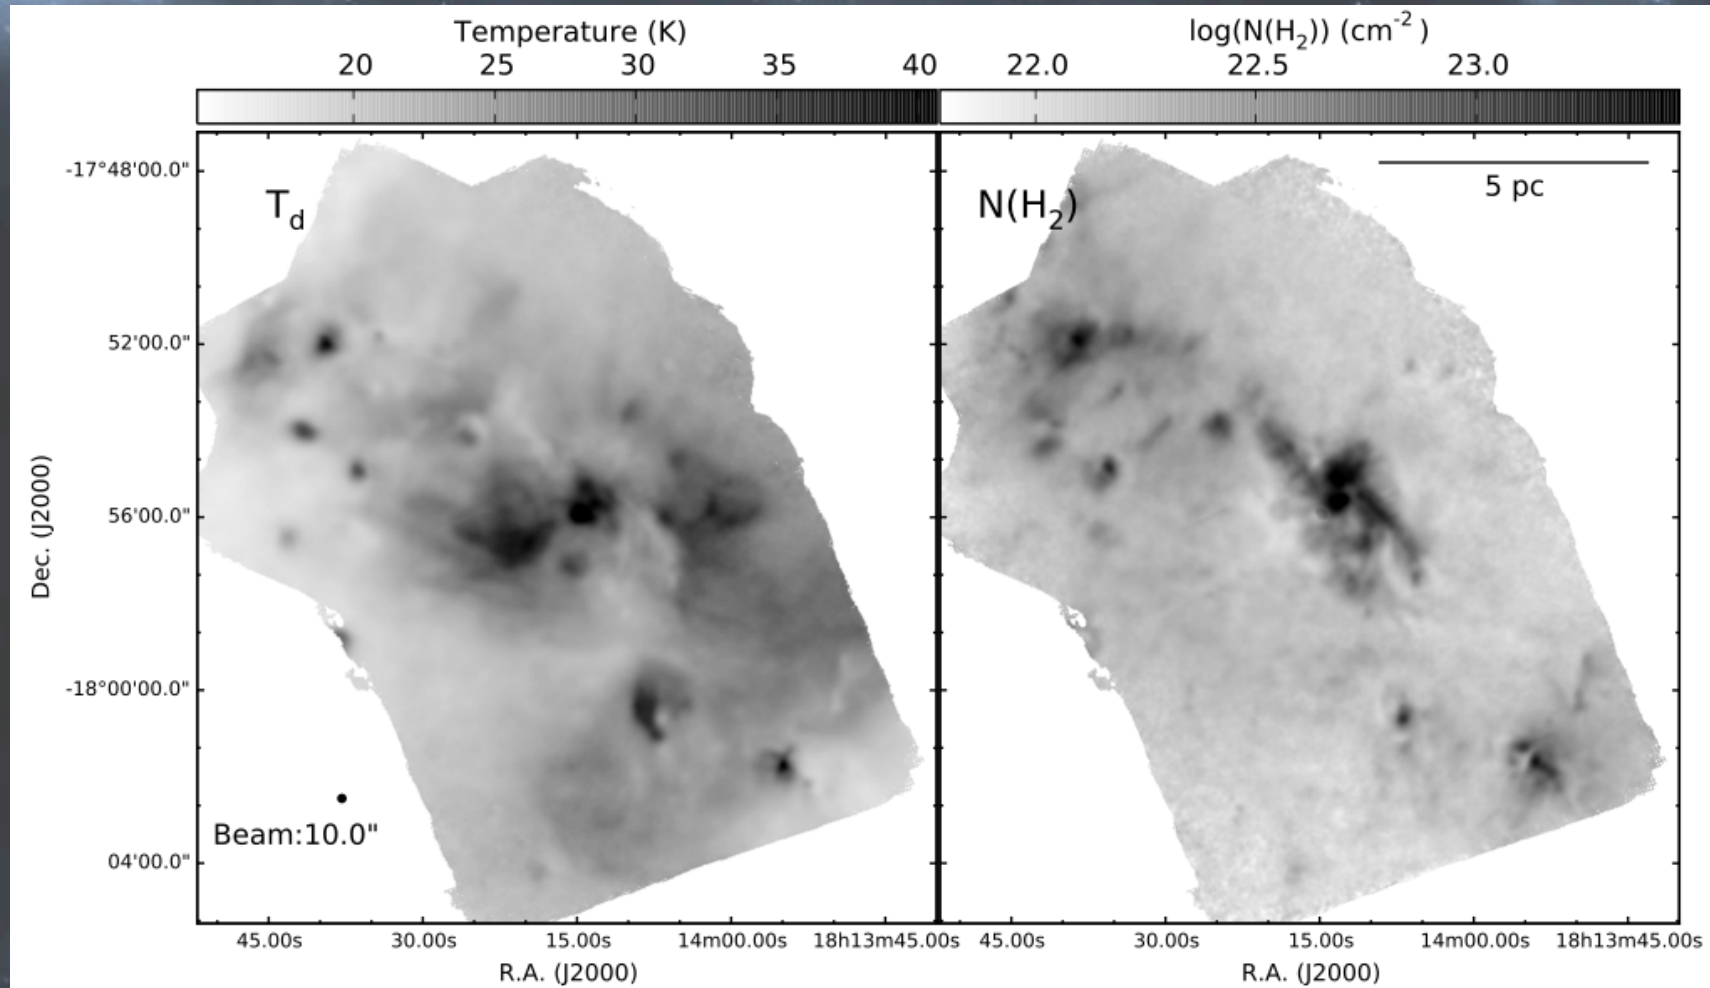 Temperature (K)
20 25 30 35 40
log(N(H₂)) (cm⁻²)
22.0 22.5 23.0
T_d
N(H₂)
5 pc
Beam:10.0"
-17°48'00.0"
52'00.0"
56'00.0"
-18°00'00.0"
04'00.0"
Dec. (J2000)
45.00s 30.00s 15.00s 14m00.00s 18h13m45.00s
45.00s 30.00s 15.00s 14m00.00s 18h13m45.00s
R.A. (J2000)
R.A. (J2000)